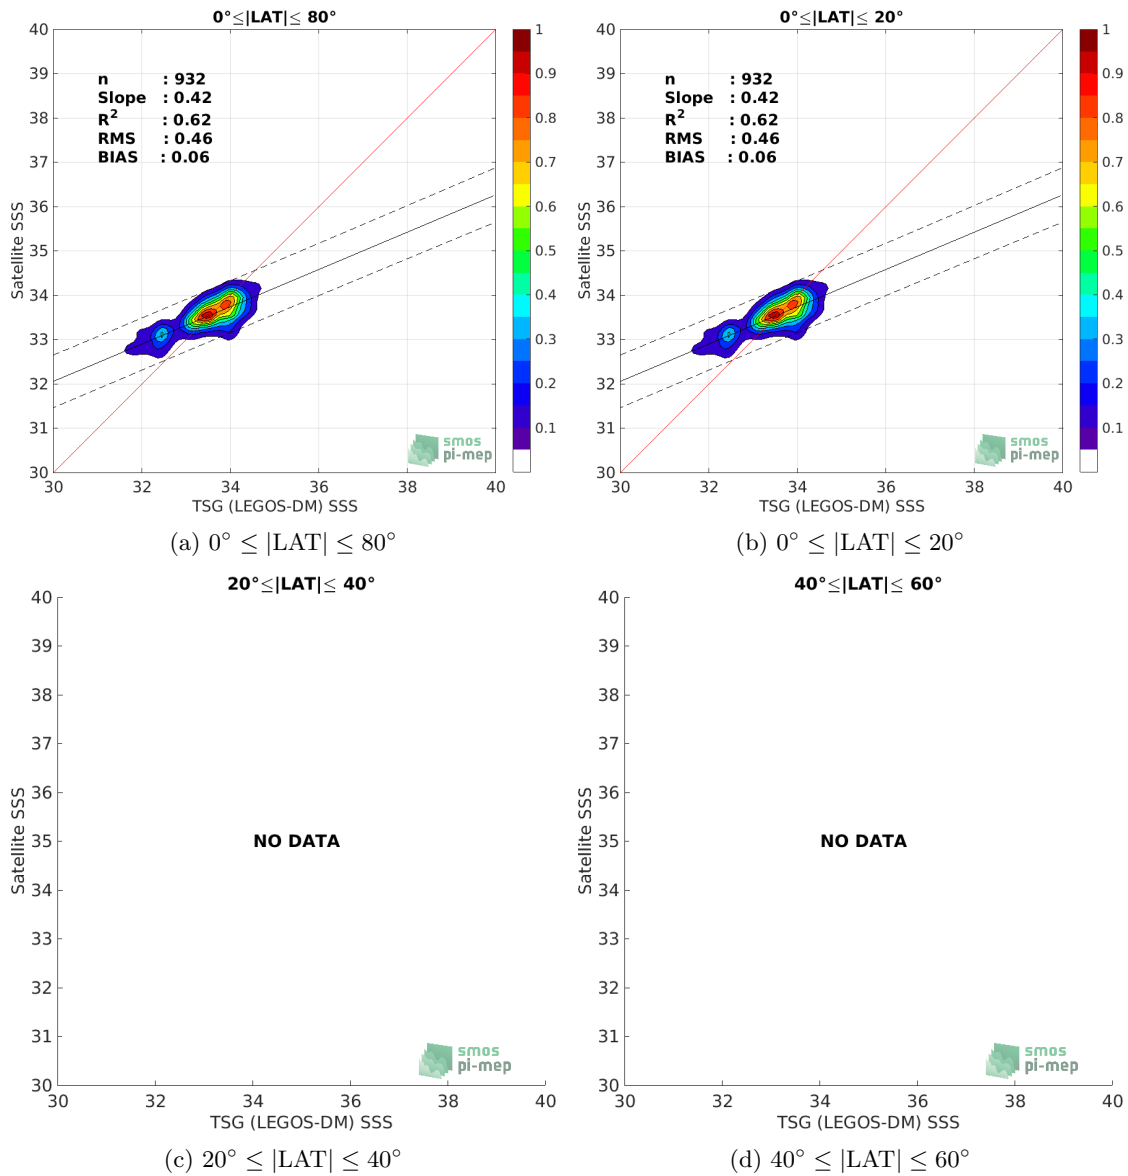 0°≤|LAT|≤ 80°
40
39
38
37
36
35
34
33
32
31
30
30 32 34 36 38 40
Satellite SSS
TSG (LEGOS-DM) SSS
n : 932
Slope : 0.42
R² : 0.62
RMS : 0.46
BIAS : 0.06
1
0.9
0.8
0.7
0.6
0.5
0.4
0.3
0.2
0.1
smos
pi-mep
(a) 0° ≤ |LAT| ≤ 80°
0°≤|LAT|≤ 20°
40
39
38
37
36
35
34
33
32
31
30
30 32 34 36 38 40
Satellite SSS
TSG (LEGOS-DM) SSS
n : 932
Slope : 0.42
R² : 0.62
RMS : 0.46
BIAS : 0.06
1
0.9
0.8
0.7
0.6
0.5
0.4
0.3
0.2
0.1
smos
pi-mep
(b) 0° ≤ |LAT| ≤ 20°
20°≤|LAT|≤ 40°
40
39
38
37
36
35
34
33
32
31
30
30 32 34 36 38 40
Satellite SSS
TSG (LEGOS-DM) SSS
NO DATA
smos
pi-mep
(c) 20° ≤ |LAT| ≤ 40°
40°≤|LAT|≤ 60°
40
39
38
37
36
35
34
33
32
31
30
30 32 34 36 38 40
Satellite SSS
TSG (LEGOS-DM) SSS
NO DATA
smos
pi-mep
(d) 40° ≤ |LAT| ≤ 60°